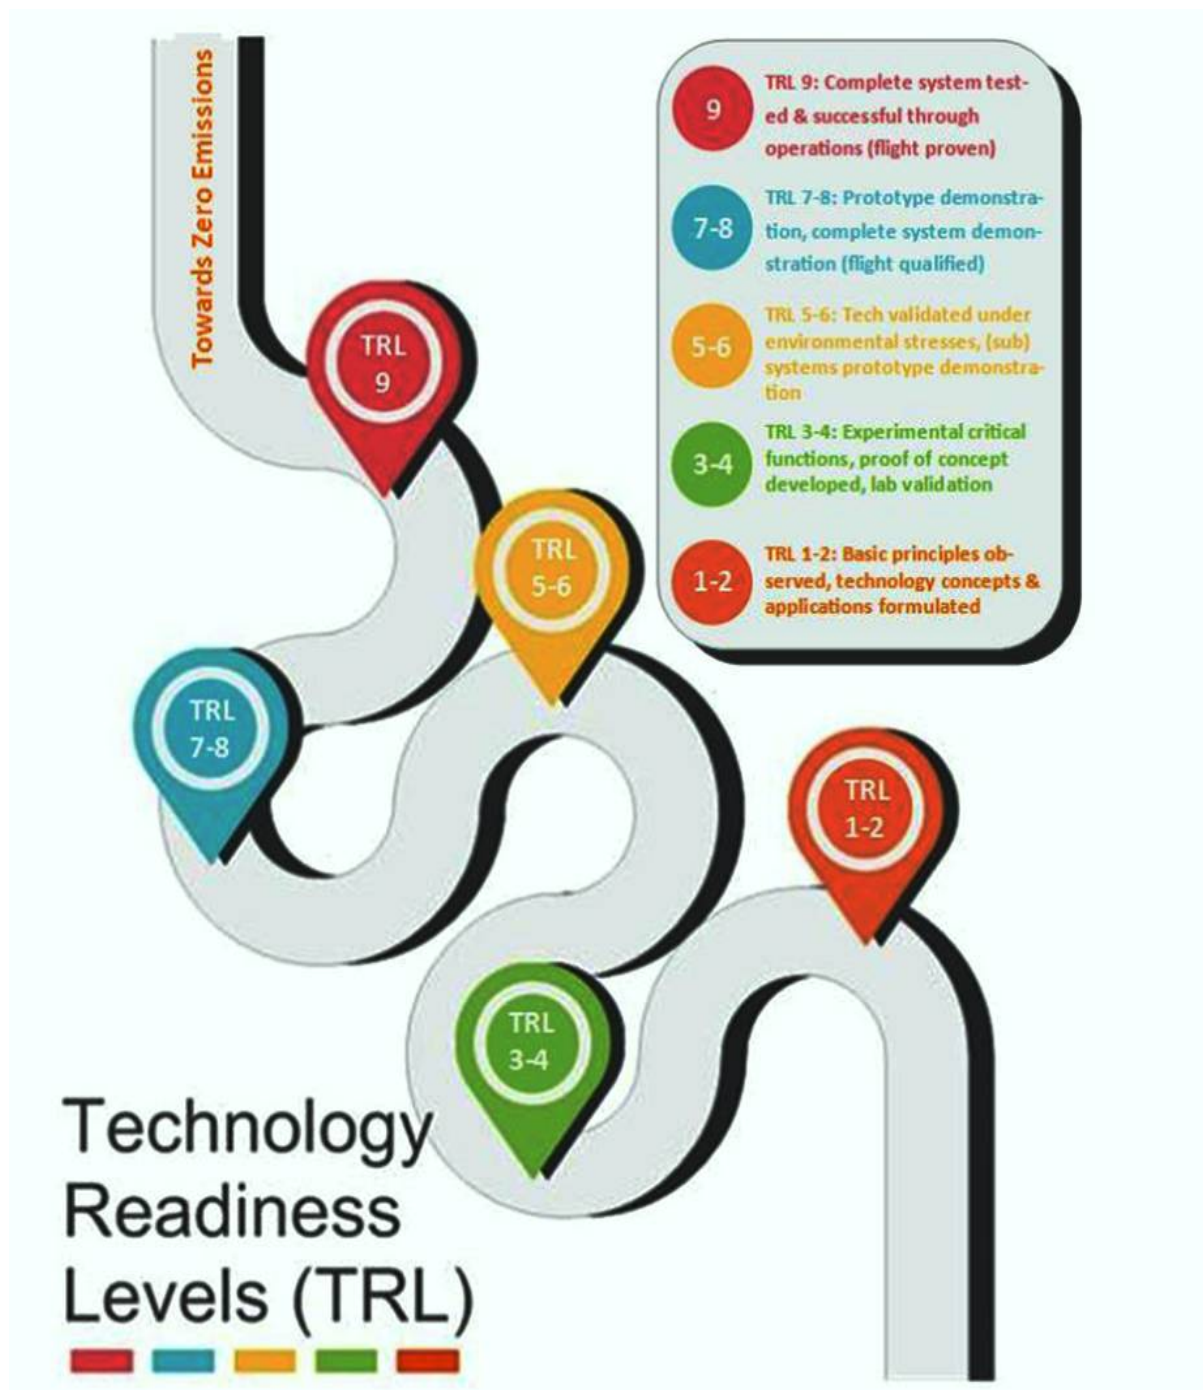 Towards Zero Emissions
9
TRL 9: Complete system test-
ed & successful through
operations (flight proven)
7-8
TRL 7-8: Prototype demonstra-
tion, complete system demon-
stration (flight qualified)
5-6
TRL 5-6: Tech validated under
environmental stresses, (sub)
systems prototype demonstra-
tion
3-4
TRL 3-4: Experimental critical
functions, proof of concept
developed, lab validation
1-2
TRL 1-2: Basic principles ob-
served, technology concepts &
applications formulated
TRL
9
TRL
5-6
TRL
7-8
TRL
1-2
TRL
3-4
Technology
Readiness
Levels (TRL)